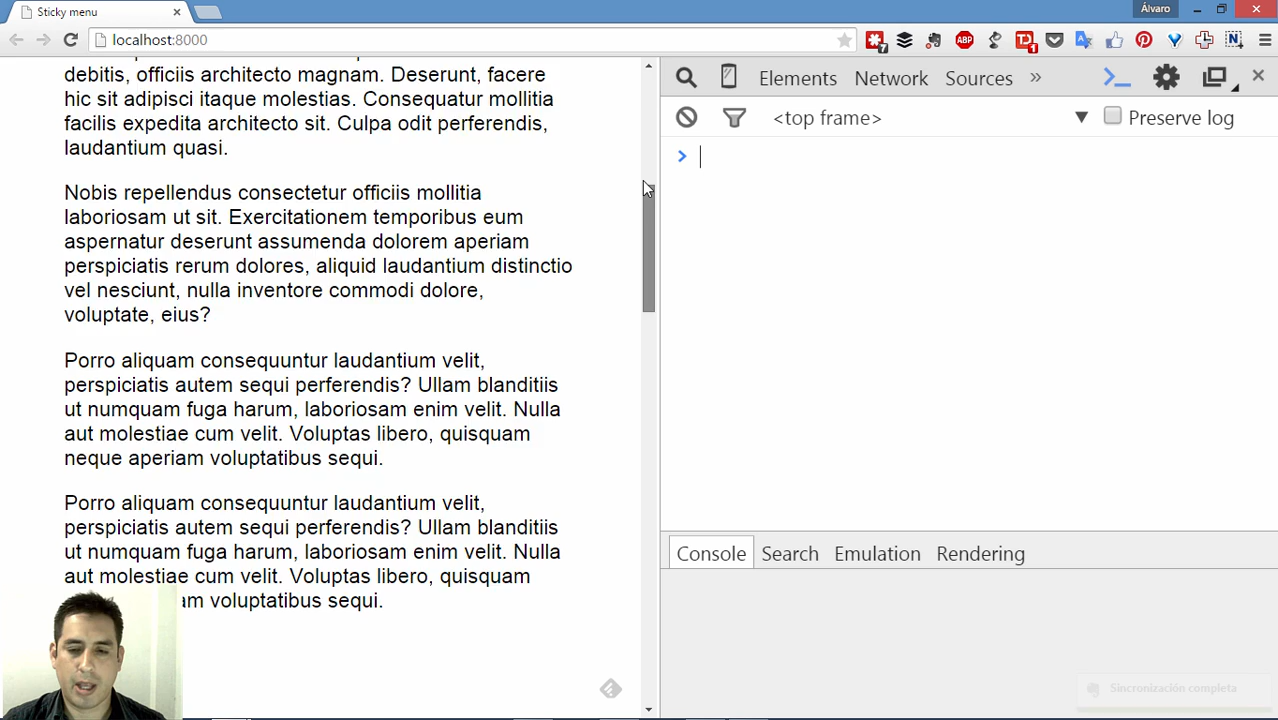 Sticky menu
Álvaro
localhost:8000
7
ABP
1
debitis, officiis architecto magnam. Deserunt, facere
hic sit adipisci itaque molestias. Consequatur mollitia
facilis expedita architecto sit. Culpa odit perferendis,
laudantium quasi.
Nobis repellendus consectetur officiis mollitia
laboriosam ut sit. Exercitationem temporibus eum
aspernatur deserunt assumenda dolorem aperiam
perspiciatis rerum dolores, aliquid laudantium distinctio
vel nesciunt, nulla inventore commodi dolore,
voluptate, eius?
Porro aliquam consequuntur laudantium velit,
perspiciatis autem sequi perferendis? Ullam blanditiis
ut numquam fuga harum, laboriosam enim velit. Nulla
aut molestiae cum velit. Voluptas libero, quisquam
neque aperiam voluptatibus sequi.
Porro aliquam consequuntur laudantium velit,
perspiciatis autem sequi perferendis? Ullam blanditiis
ut numquam fuga harum, laboriosam enim velit. Nulla
aut molestiae cum velit. Voluptas libero, quisquam
am voluptatibus sequi.
Elements Network Sources »
<top frame> ▼ Preserve log
>
Console Search Emulation Rendering
Sincronización completa